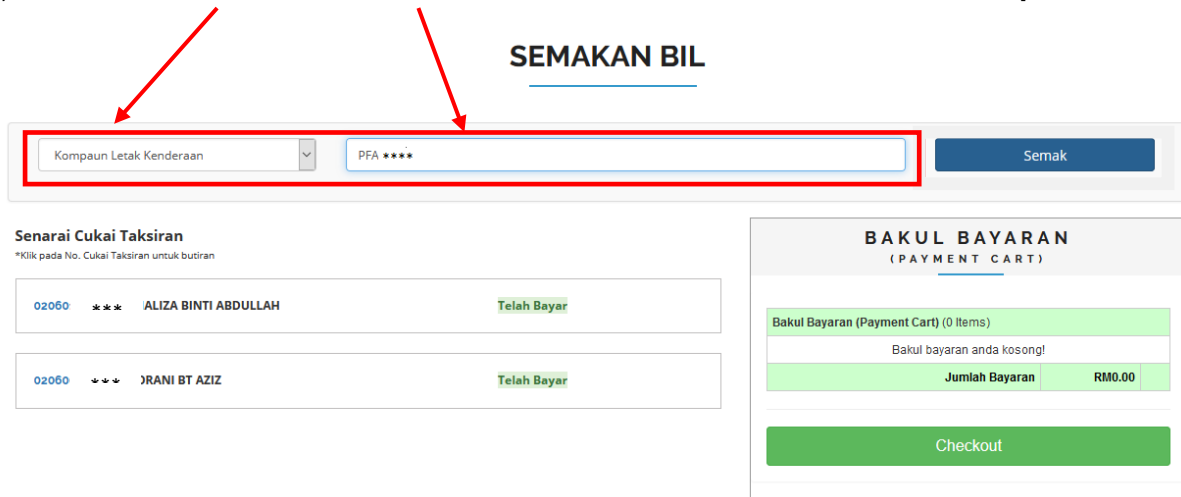 SEMAKAN BIL
Kompaun Letak Kenderaan
PFA ****
Semak
Senarai Cukai Taksiran
*Klik pada No. Cukai Taksiran untuk butiran
02060 *** ALIZA BINTI ABDULLAH Telah Bayar
02060 *** ORANI BT AZIZ Telah Bayar
BAKUL BAYARAN
(PAYMENT CART)
Bakul Bayaran (Payment Cart) (0 Items)
Bakul bayaran anda kosong!
Jumlah Bayaran RM0.00
Checkout